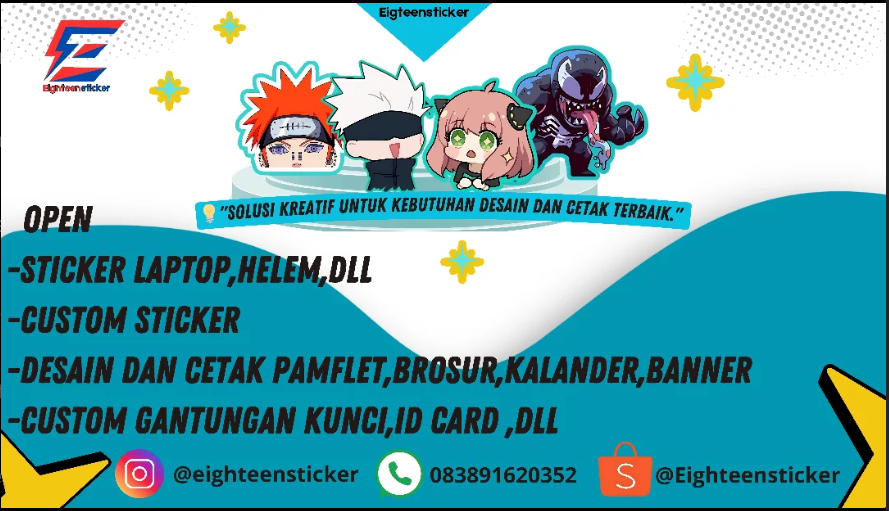 Eigteensticker
Eighteensticker
"SOLUSI KREATIF UNTUK KEBUTUHAN DESAIN DAN CETAK TERBAIK."
OPEN
-STICKER LAPTOP,HELEM,DLL
-CUSTOM STICKER
-DESAIN DAN CETAK PAMFLET,BROSUR,KALANDER,BANNER
-CUSTOM GANTUNGAN KUNCI,ID CARD ,DLL
@eighteensticker
083891620352
S
@Eighteensticker